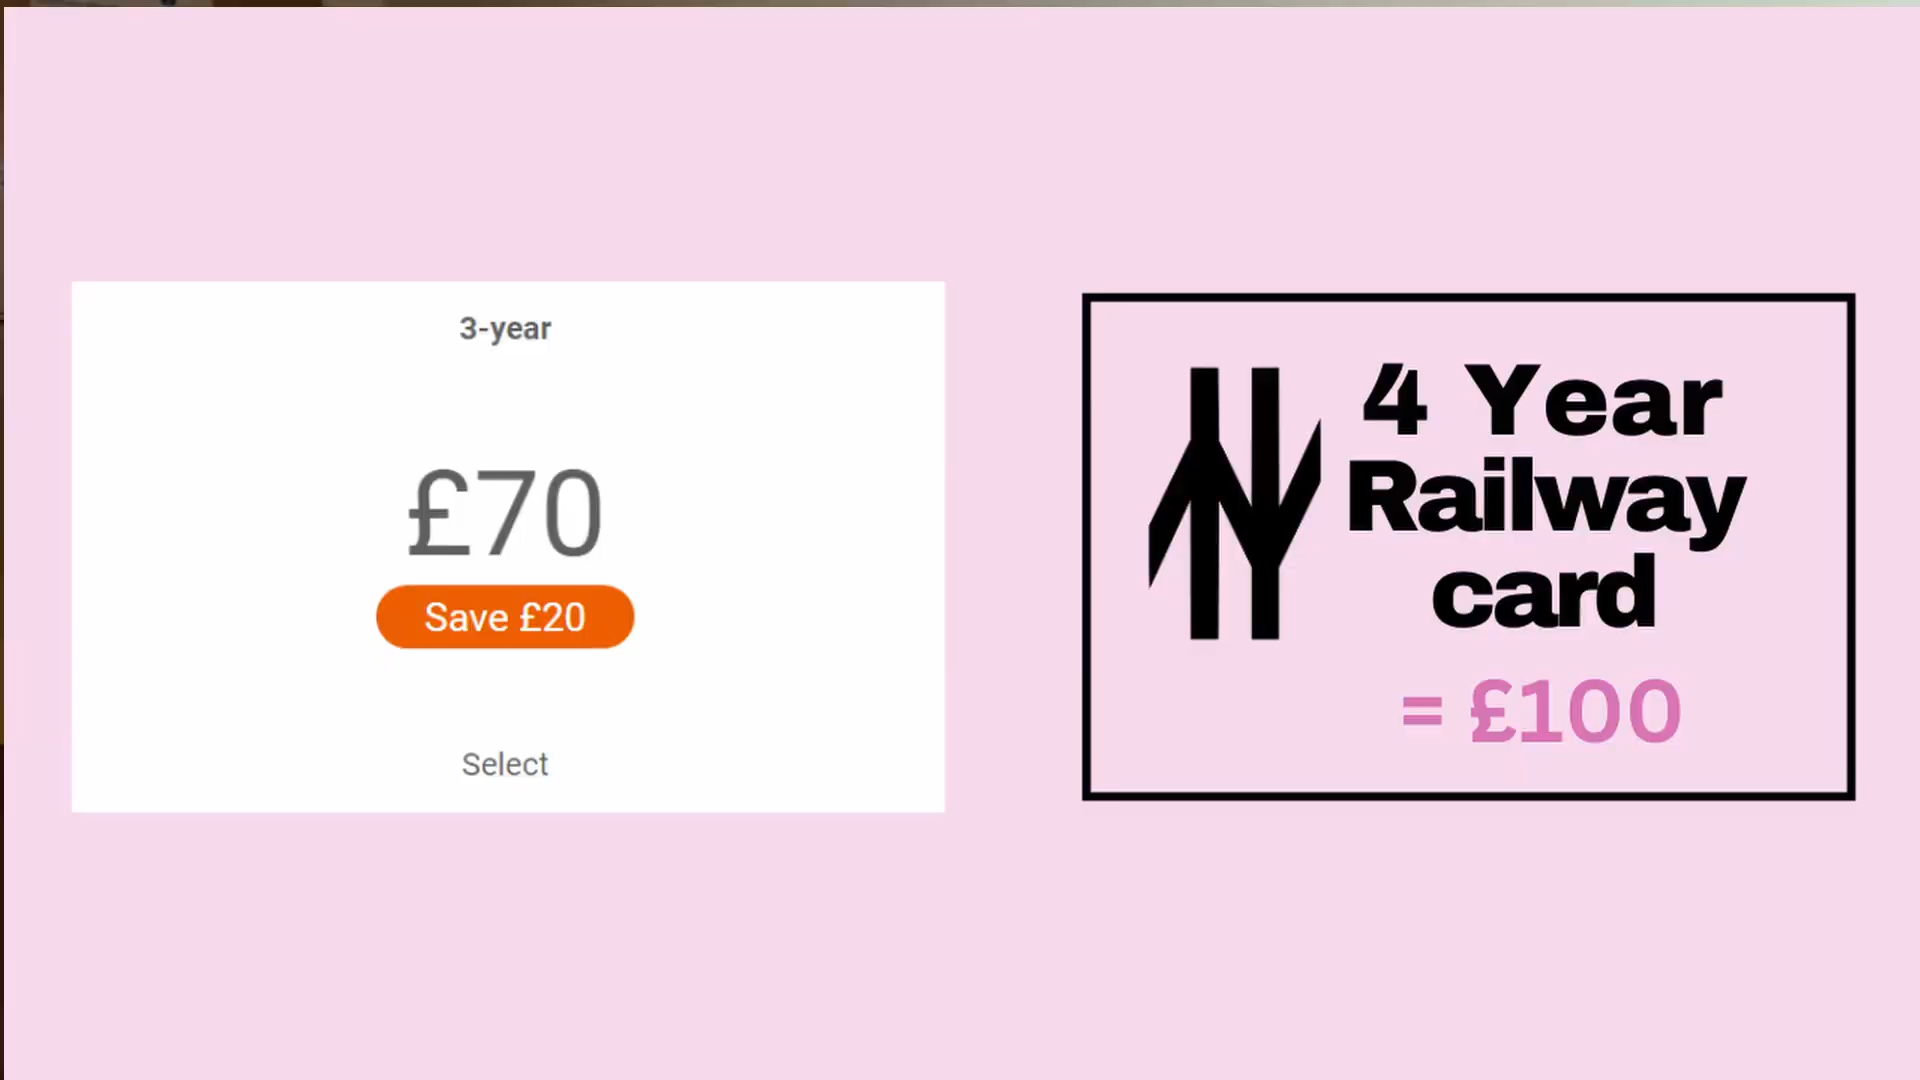 3-year
£70
Save £20
Select
4 Year
Railway
card
= £100